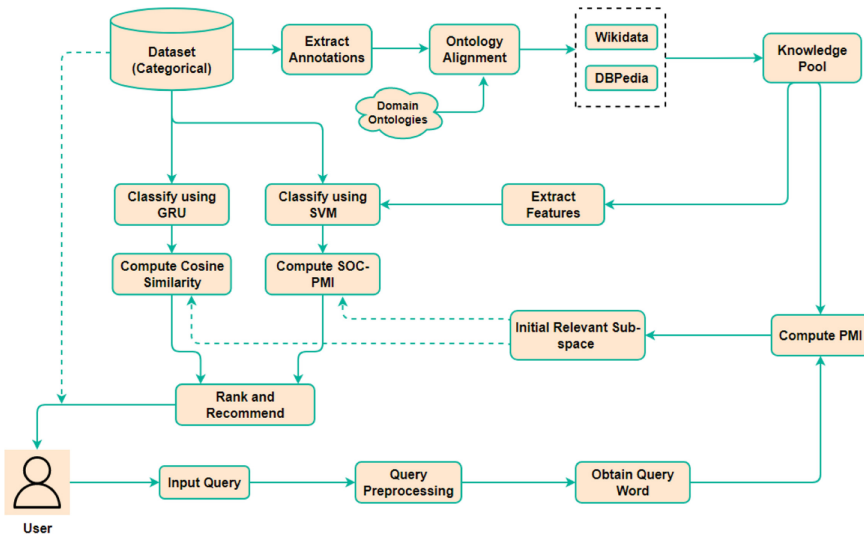 Dataset
(Categorical)
Extract
Annotations
Ontology
Alignment
Wikidata
DBPedia
Knowledge
Pool
Domain
Ontologies
Classify using
GRU
Classify using
SVM
Extract
Features
Compute Cosine
Similarity
Compute SOC-
PMI
Initial Relevant Sub-
space
Compute PMI
Rank and
Recommend
Input Query
Query
Preprocessing
Obtain Query
Word
User